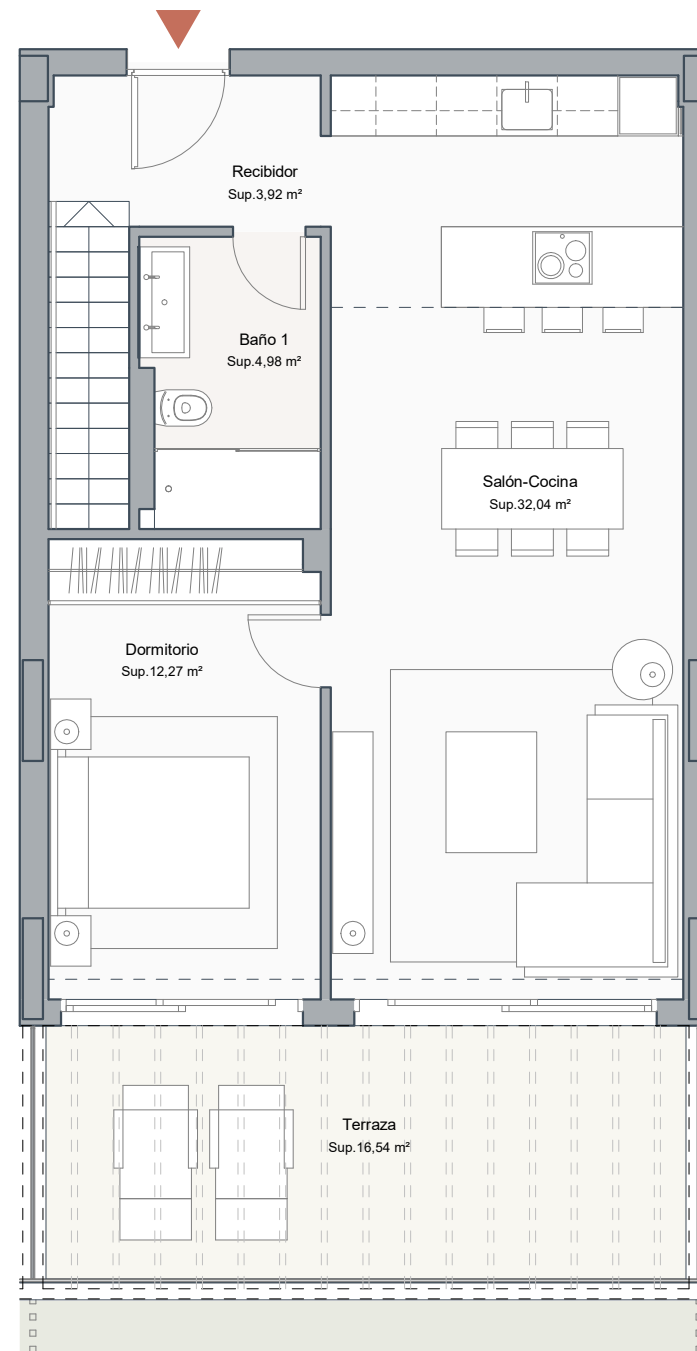 Recibidor
Sup.3,92 m²
Baño 1
Sup.4,98 m²
Salón-Cocina
Sup.32,04 m²
Dormitorio
Sup.12,27 m²
Terraza
Sup.16,54 m²